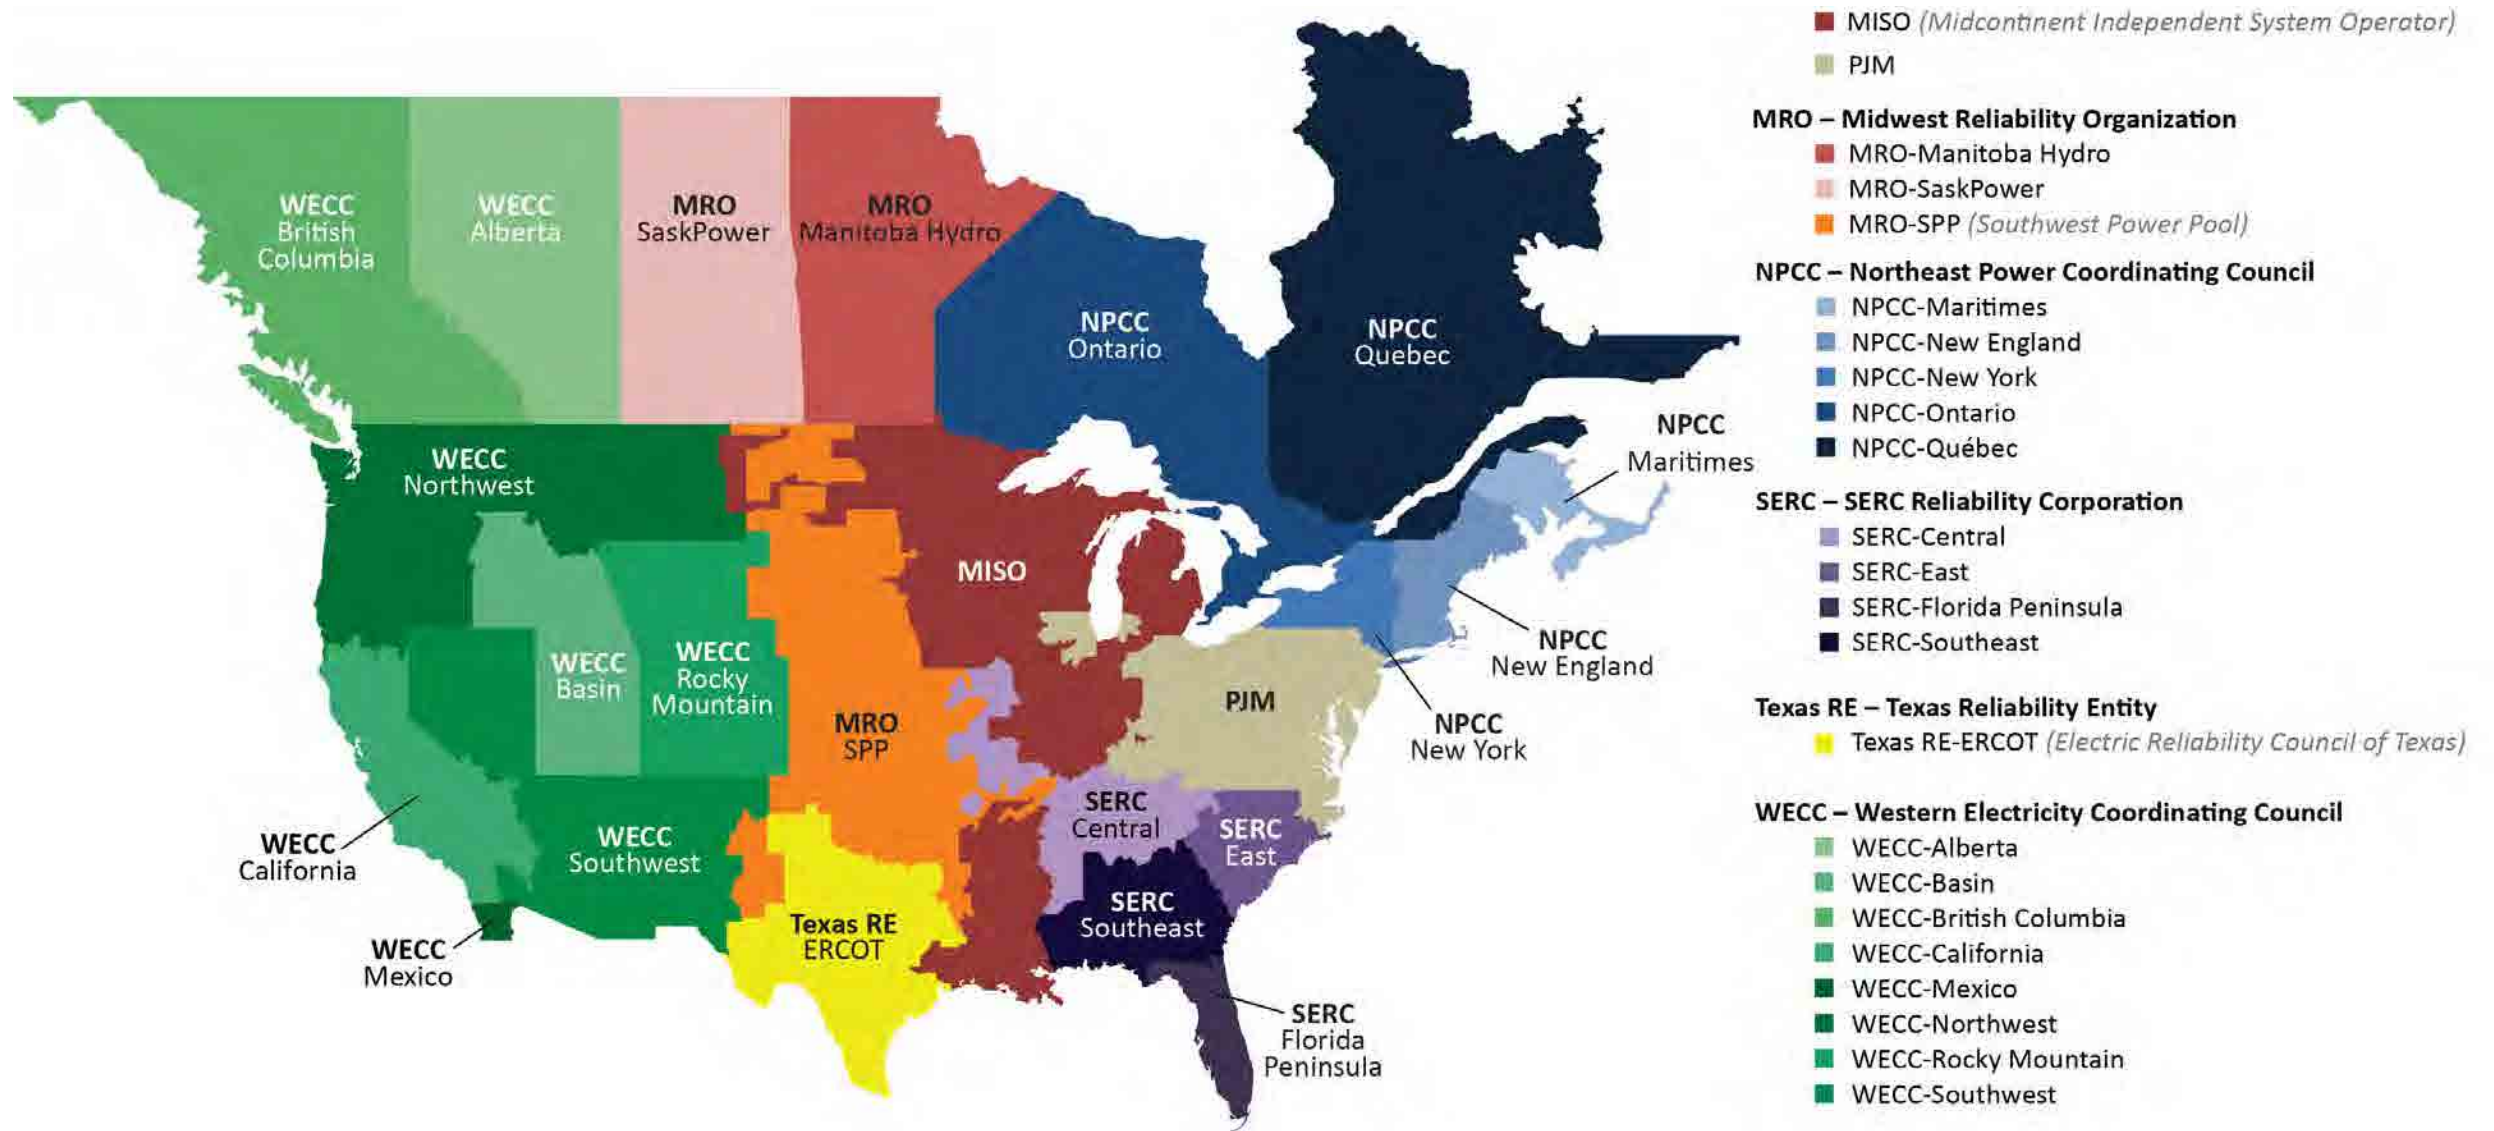 WECC
British
Columbia
WECC
Alberta
MRO
SaskPower
MRO
Manitoba Hydro
NPCC
Ontario
NPCC
Quebec
NPCC
Maritimes
WECC
Northwest
MISO
NPCC
New England
WECC
Basin
WECC
Rocky
Mountain
MRO
SPP
PJM
NPCC
New York
WECC
California
WECC
Southwest
SERC
Central
SERC
East
WECC
Mexico
Texas RE
ERCOT
SERC
Southeast
SERC
Florida
Peninsula
MISO (Midcontinent Independent System Operator)
PJM
MRO – Midwest Reliability Organization
MRO-Manitoba Hydro
MRO-SaskPower
MRO-SPP (Southwest Power Pool)
NPCC – Northeast Power Coordinating Council
NPCC-Maritimes
NPCC-New England
NPCC-New York
NPCC-Ontario
NPCC-Québec
SERC – SERC Reliability Corporation
SERC-Central
SERC-East
SERC-Florida Peninsula
SERC-Southeast
Texas RE – Texas Reliability Entity
Texas RE-ERCOT (Electric Reliability Council of Texas)
WECC – Western Electricity Coordinating Council
WECC-Alberta
WECC-Basin
WECC-British Columbia
WECC-California
WECC-Mexico
WECC-Northwest
WECC-Rocky Mountain
WECC-Southwest